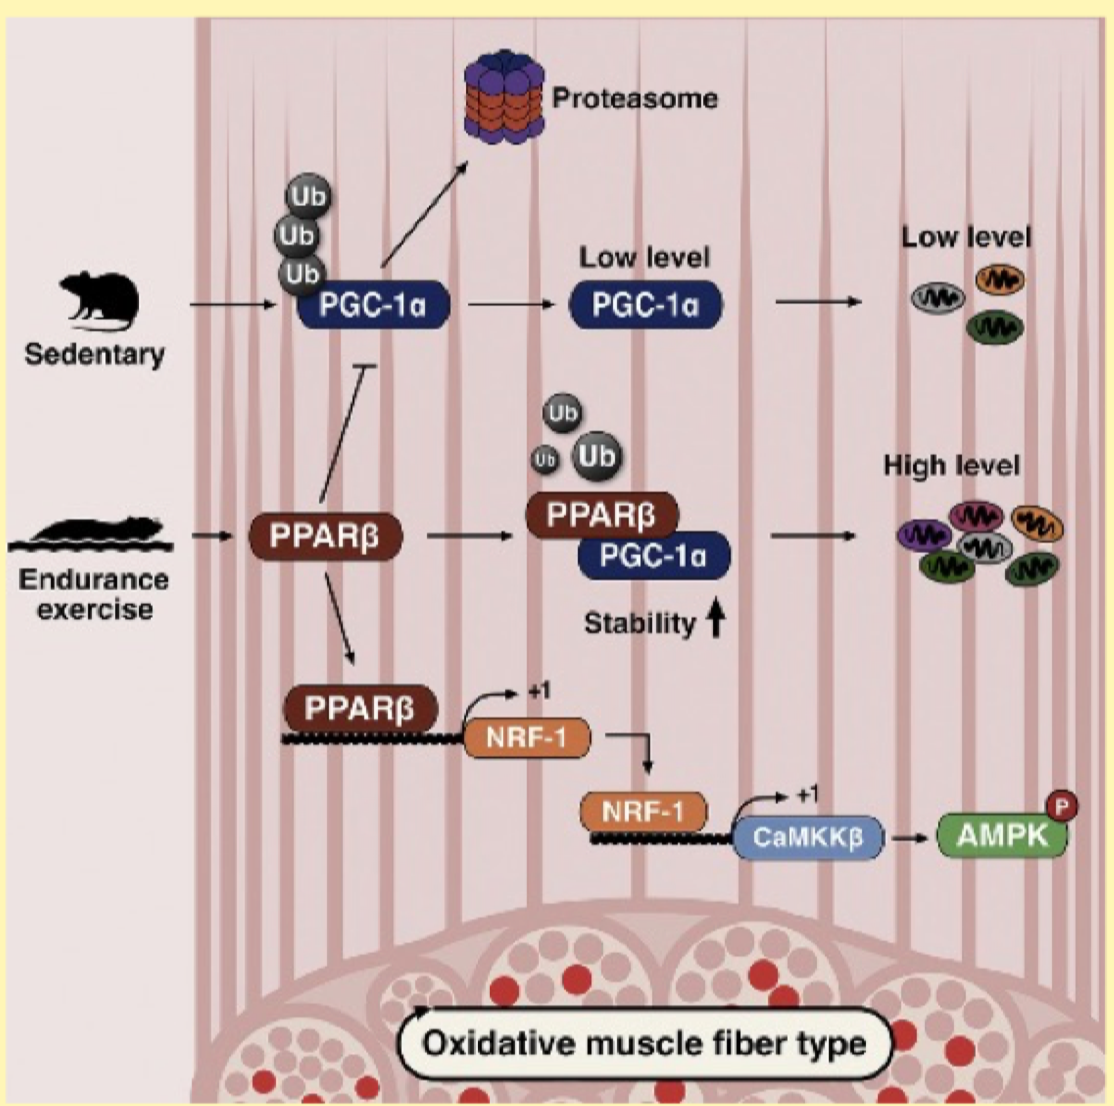 Proteasome
Ub
Ub
Ub
Low level
Low level
PGC-1α
PGC-1α
Sedentary
Ub
Ub
Ub
High level
PPARβ
PPARβ
PGC-1α
Endurance
exercise
Stability
PPARβ
+1
NRF-1
NRF-1
+1
CaMKKβ
AMPK
P
Oxidative muscle fiber type